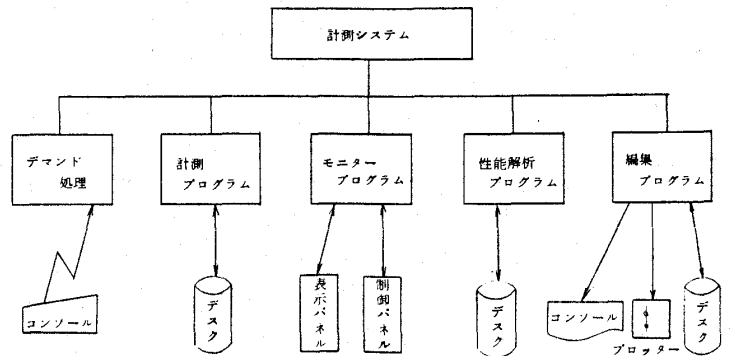 計測システム
デマンド
処理
計測
プログラム
モニター
プログラム
性能解析
プログラム
編集
プログラム
コンソール
デスク
表示パネル
制御パネル
デスク
コンソール
プロッター
デスク